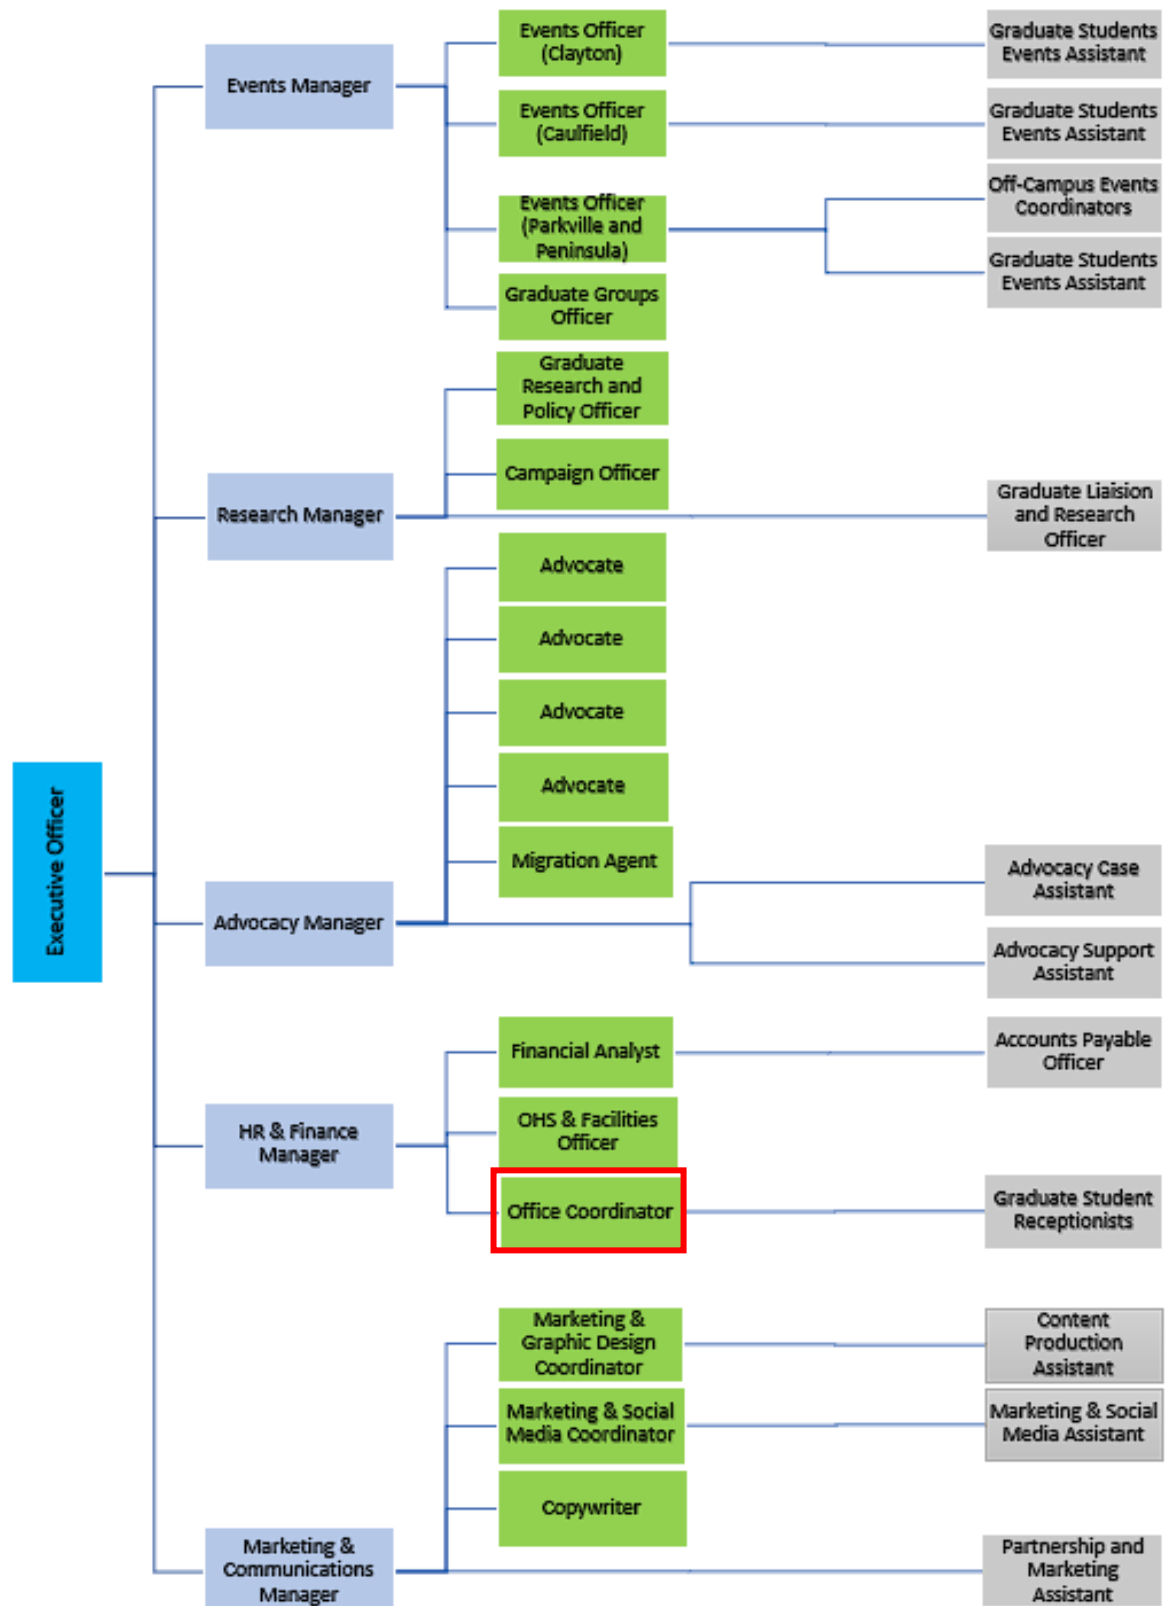 Executive Officer
Events Manager
Events Officer
(Clayton)
Graduate Students
Events Assistant
Events Officer
(Caulfield)
Graduate Students
Events Assistant
Events Officer
(Parkville and
Peninsula)
Off-Campus Events
Coordinators
Graduate Students
Events Assistant
Graduate Groups
Officer
Research Manager
Graduate
Research and
Policy Officer
Campaign Officer
Graduate Liaision
and Research
Officer
Advocacy Manager
Advocate
Advocate
Advocate
Advocate
Migration Agent
Advocacy Case
Assistant
Advocacy Support
Assistant
HR & Finance
Manager
Financial Analyst
Accounts Payable
Officer
OHS & Facilities
Officer
Office Coordinator
Graduate Student
Receptionists
Marketing &
Communications
Manager
Marketing &
Graphic Design
Coordinator
Content
Production
Assistant
Marketing & Social
Media Coordinator
Marketing & Social
Media Assistant
Copywriter
Partnership and
Marketing
Assistant